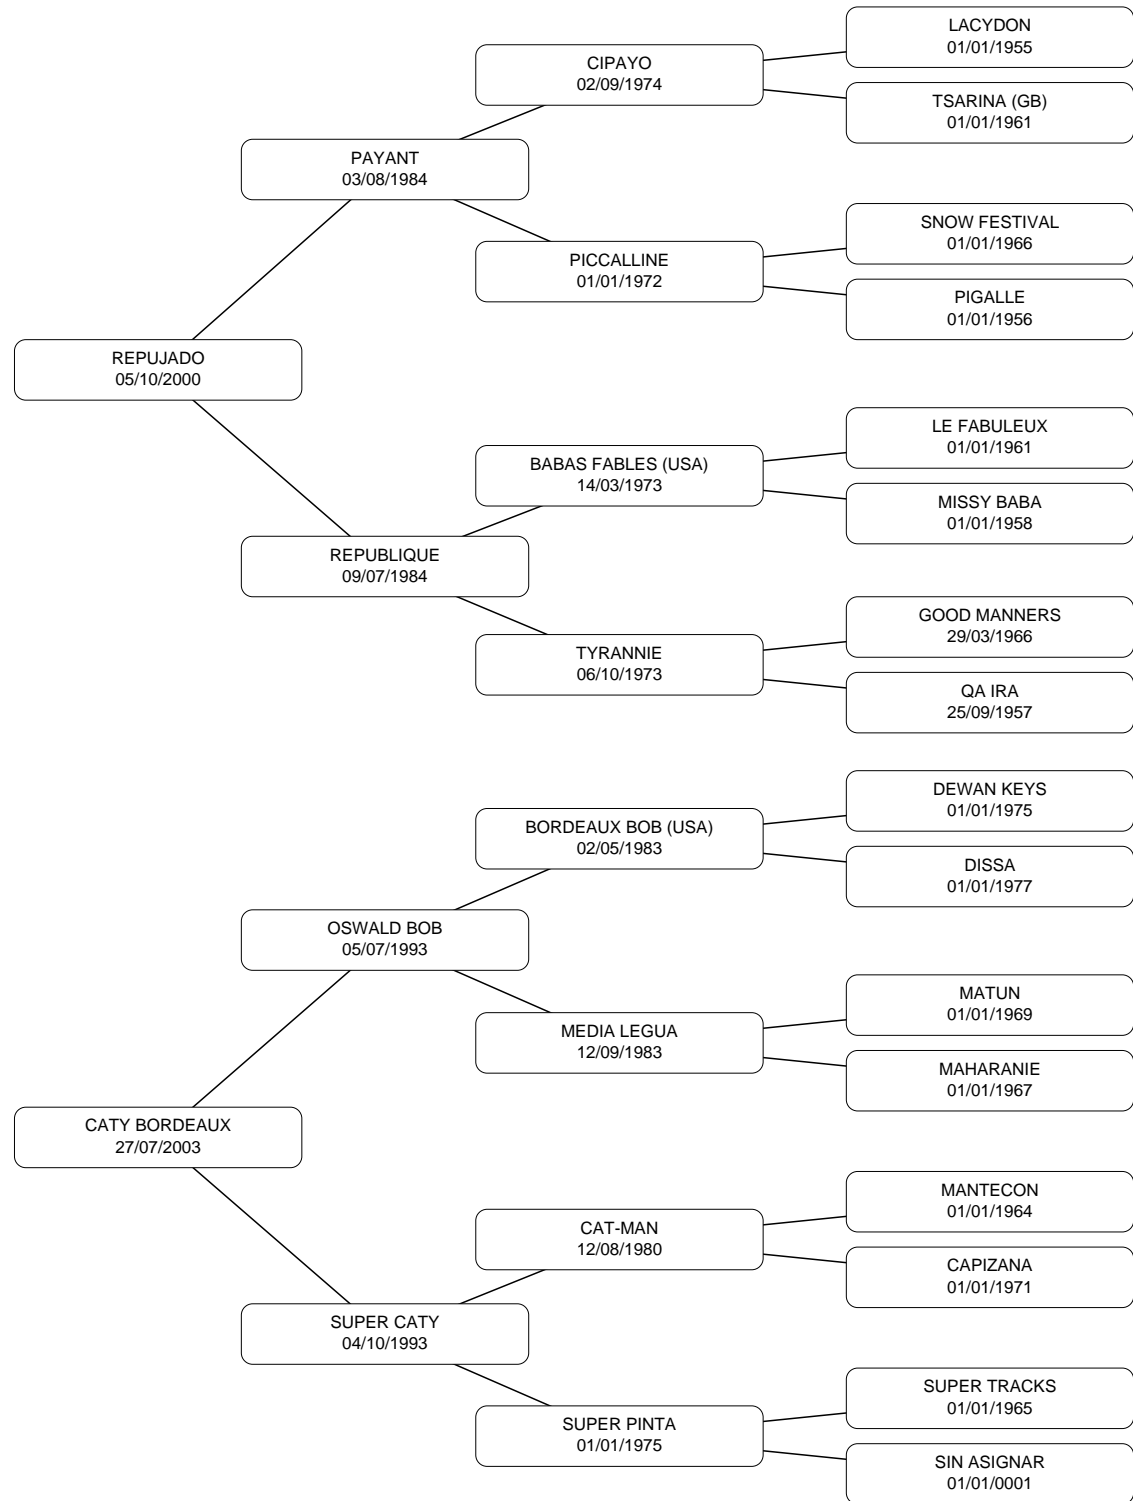 LACYDON
01/01/1955
CIPAYO
02/09/1974
TSARINA (GB)
01/01/1961
PAYANT
03/08/1984
SNOW FESTIVAL
01/01/1966
PICCALLINE
01/01/1972
PIGALLE
01/01/1956
REPUJADO
05/10/2000
LE FABULEUX
01/01/1961
BABAS FABLES (USA)
14/03/1973
MISSY BABA
01/01/1958
REPUBLIQUE
09/07/1984
GOOD MANNERS
29/03/1966
TYRANNIE
06/10/1973
QA IRA
25/09/1957
DEWAN KEYS
01/01/1975
BORDEAUX BOB (USA)
02/05/1983
DISSA
01/01/1977
OSWALD BOB
05/07/1993
MATUN
01/01/1969
MEDIA LEGUA
12/09/1983
MAHARANIE
01/01/1967
CATY BORDEAUX
27/07/2003
MANTECON
01/01/1964
CAT-MAN
12/08/1980
CAPIZANA
01/01/1971
SUPER CATY
04/10/1993
SUPER TRACKS
01/01/1965
SUPER PINTA
01/01/1975
SIN ASIGNAR
01/01/0001